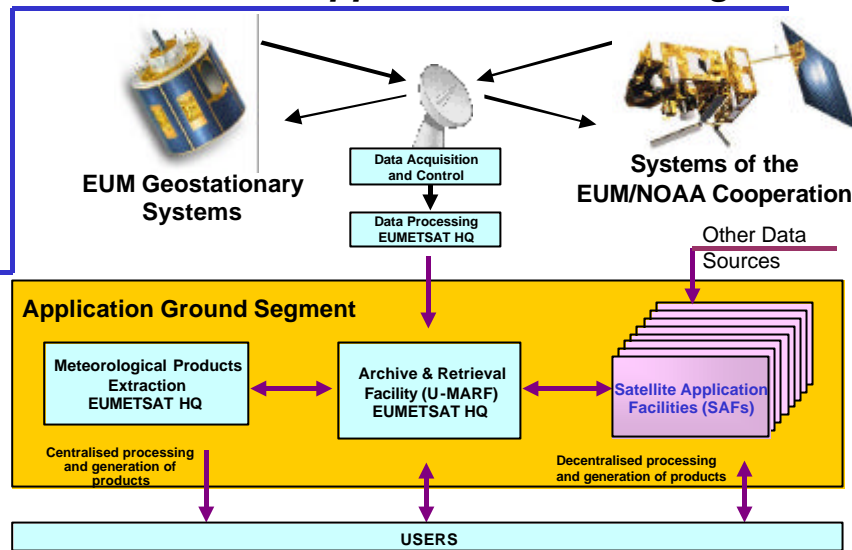 EUM Geostationary
Systems
Data Acquisition
and Control
Data Processing
EUMETSAT HQ
Systems of the
EUM/NOAA Cooperation
Other Data
Sources
Application Ground Segment
Meteorological Products
Extraction
EUMETSAT HQ
Archive & Retrieval
Facility (U-MARF)
EUMETSAT HQ
Satellite Application
Facilities (SAFs)
Centralised processing
and generation of
products
Decentralised processing
and generation of products
USERS